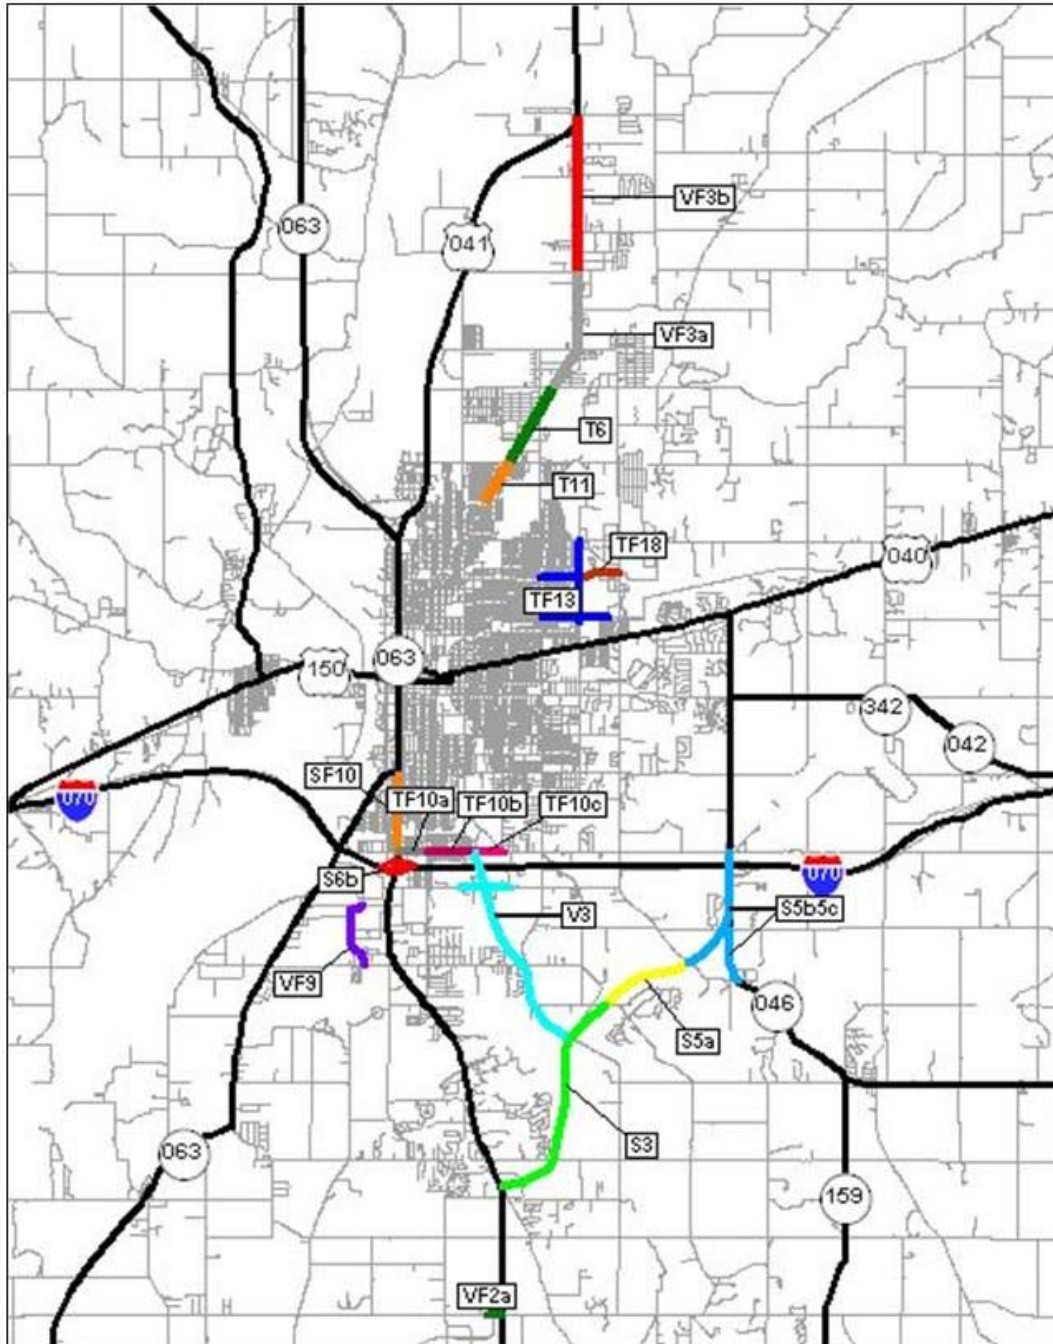 VF3b
063
041
VF3a
T6
T11
TF18
040
TF13
063
150
342
042
SF10
070
TF10a
TF10b
TF10c
070
S6b
S5b5c
V3
VF9
046
S5a
S3
063
159
VF2a